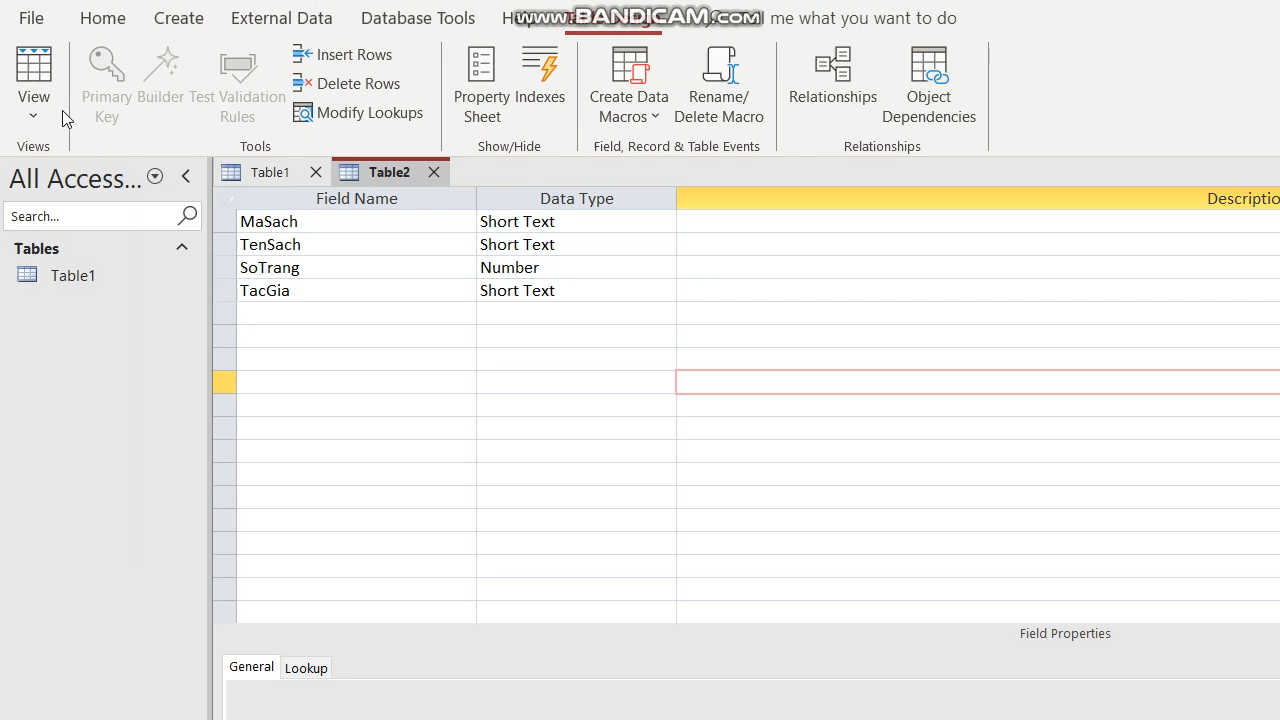 File Home Create External Data Database Tools www.BANDICAM.com me what you want to do
View
Primary Key
Builder
Test Validation Rules
Insert Rows
Delete Rows
Modify Lookups
Property Sheet
Indexes
Create Data Macros
Rename/ Delete Macro
Relationships
Object Dependencies
Views Tools Show/Hide Field, Record & Table Events Relationships
All Access...
Search...
Tables
Table1
Table1 Table2
Field Name Data Type
MaSach Short Text
TenSach Short Text
SoTrang Number
TacGia Short Text
Field Properties
General Lookup